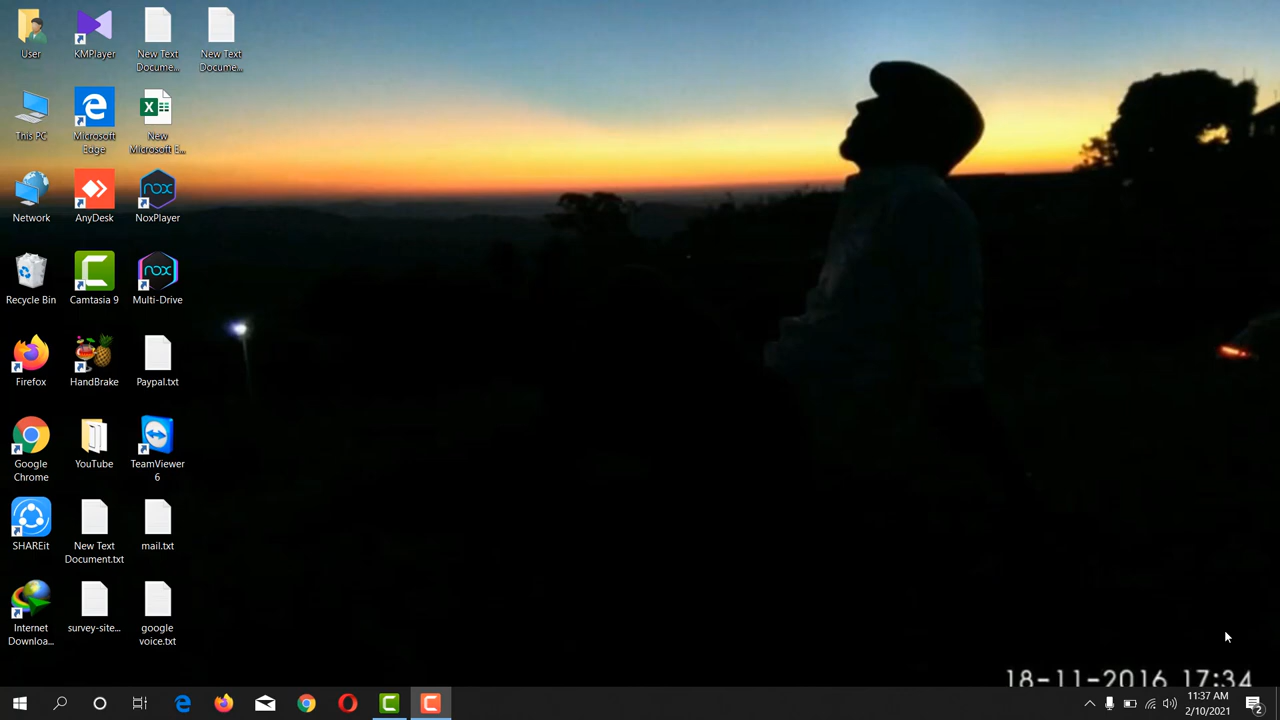 User
KMPlayer
New Text
Docume...
New Text
Docume...
This PC
Microsoft
Edge
New
Microsoft E...
Network
AnyDesk
nox
NoxPlayer
Recycle Bin
Camtasia 9
nox
Multi-Drive
Firefox
HandBrake
Paypal.txt
Google
Chrome
YouTube
TeamViewer
6
SHAREit
New Text
Document.txt
mail.txt
Internet
Downloa...
survey-site...
google
voice.txt
18-11-2016 17:34
11:37 AM
2/10/2021
2